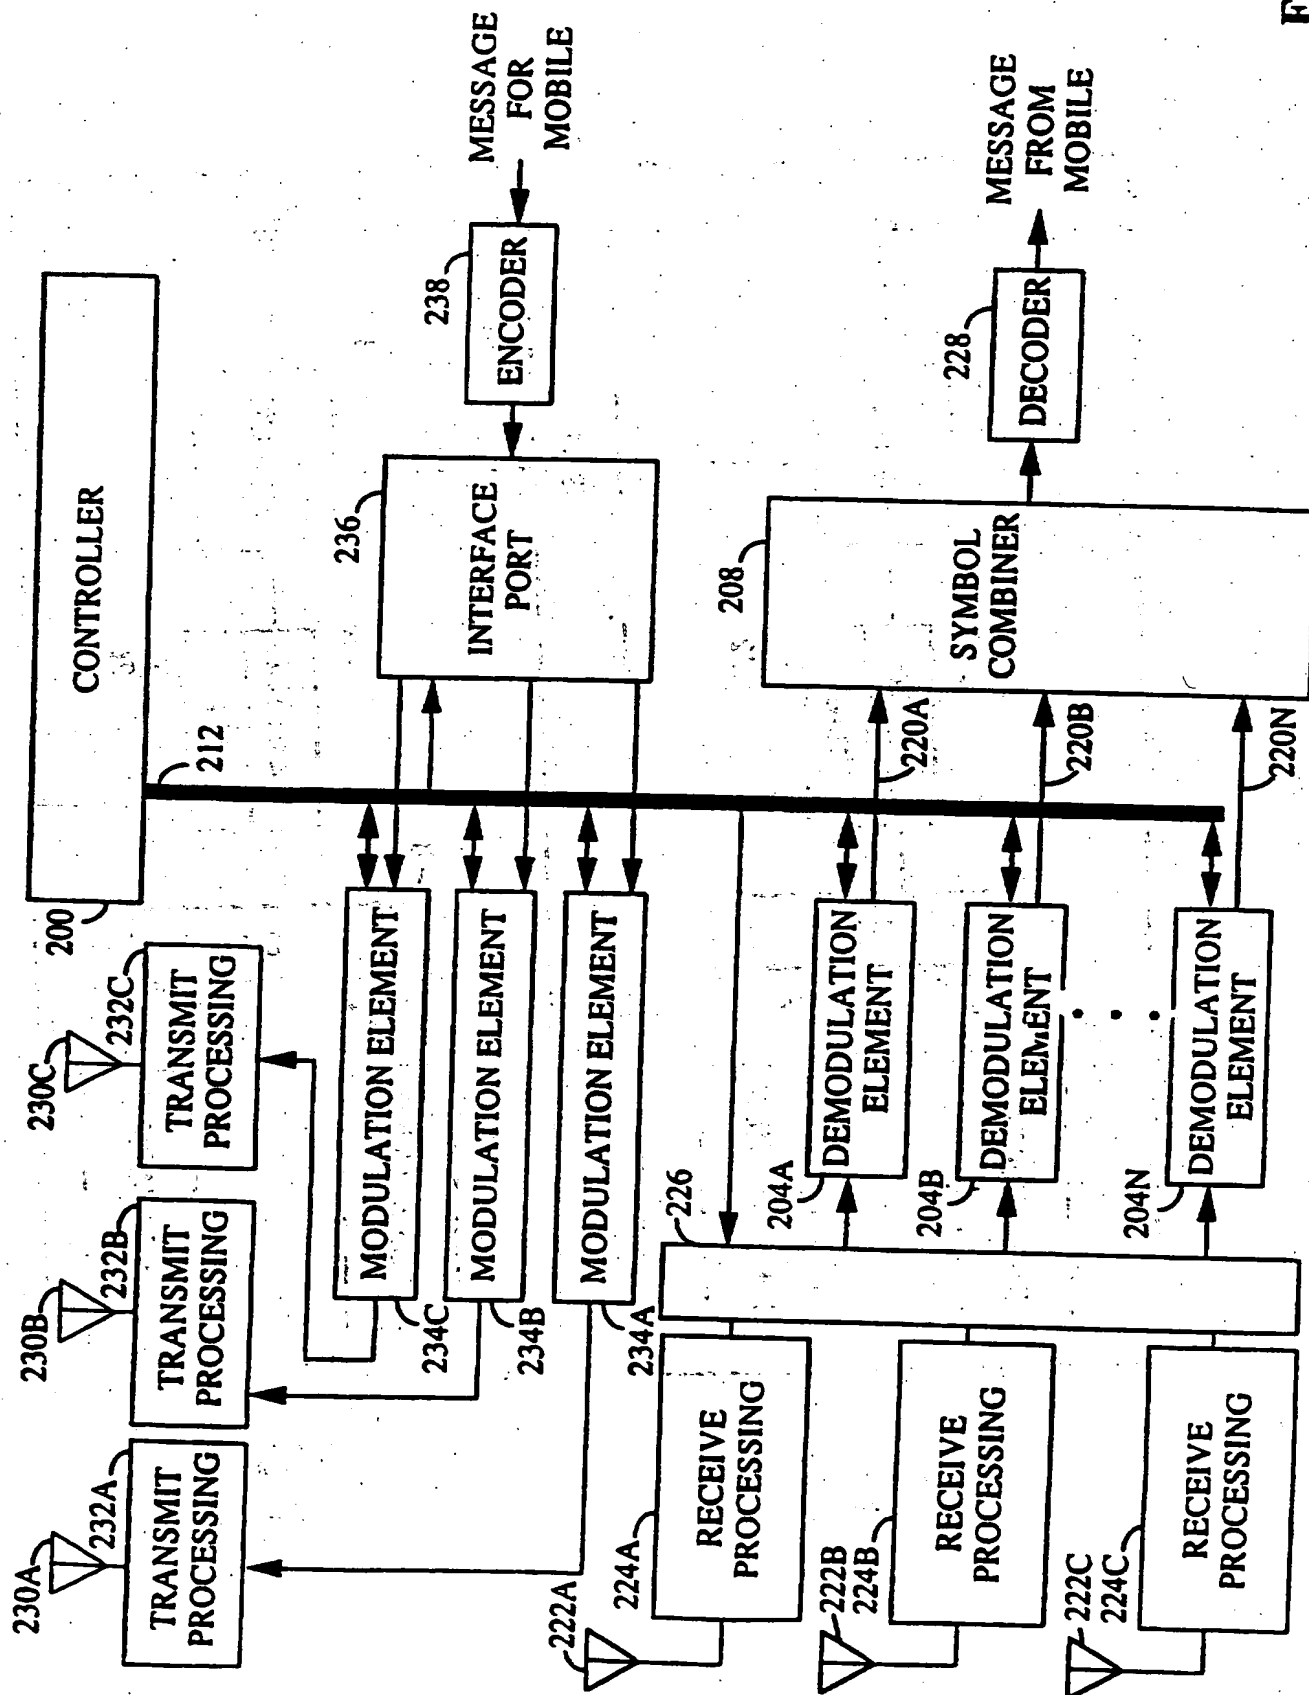 230A
232A
TRANSMIT
PROCESSING
230B
232B
TRANSMIT
PROCESSING
230C
232C
TRANSMIT
PROCESSING
200
CONTROLLER
212
MODULATION ELEMENT
234C
MODULATION ELEMENT
234B
MODULATION ELEMENT
234A
236
INTERFACE
PORT
238
ENCODER
MESSAGE
FOR
MOBILE
222A
224A
RECEIVE
PROCESSING
222B
224B
RECEIVE
PROCESSING
222C
224C
RECEIVE
PROCESSING
226
204A
DEMODULATION
ELEMENT
220A
204B
DEMODULATION
ELEMENT
220B
204N
DEMODULATION
ELEMENT
220N
208
SYMBOL
COMBINER
228
DECODER
MESSAGE
FROM
MOBILE